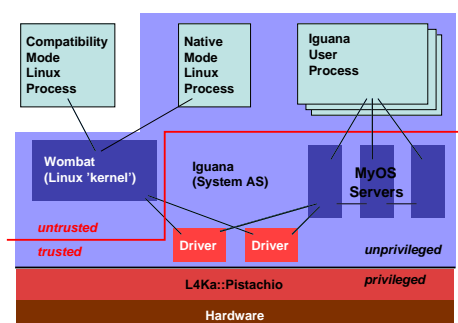 Compatibility
Mode
Linux
Process
Native
Mode
Linux
Process
Iguana
User
Process
Wombat
(Linux 'kernel')
Iguana
(System AS)
MyOS
Servers
untrusted
trusted
Driver
Driver
unprivileged
privileged
L4Ka::Pistachio
Hardware